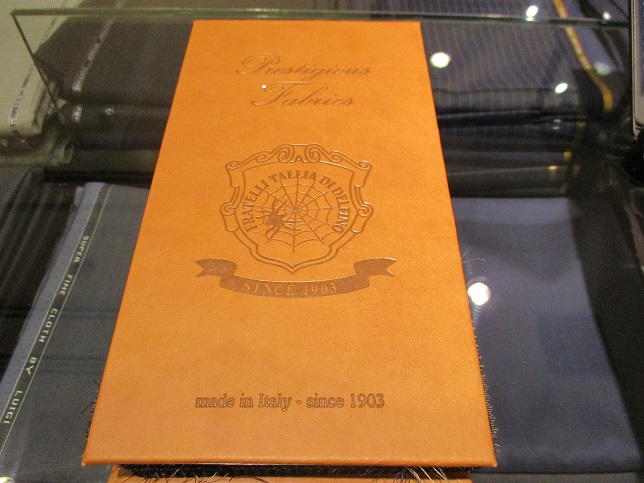 Prestigious
Fabrics
FRATELLI TALLIA DI DELFINO
SINCE 1903
made in Italy - since 1903
SUPER FINE CLOTH BY LUIGI